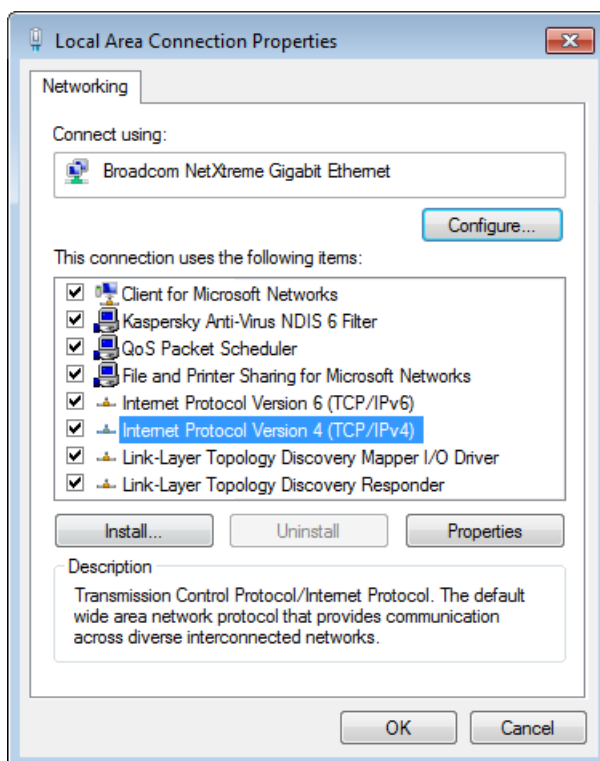 Local Area Connection Properties
Networking
Connect using:
Broadcom NetXtreme Gigabit Ethernet
Configure...
This connection uses the following items:
Client for Microsoft Networks
Kaspersky Anti-Virus NDIS 6 Filter
QoS Packet Scheduler
File and Printer Sharing for Microsoft Networks
Internet Protocol Version 6 (TCP/IPv6)
Internet Protocol Version 4 (TCP/IPv4)
Link-Layer Topology Discovery Mapper I/O Driver
Link-Layer Topology Discovery Responder
Install... Uninstall Properties
Description
Transmission Control Protocol/Internet Protocol. The default
wide area network protocol that provides communication
across diverse interconnected networks.
OK Cancel